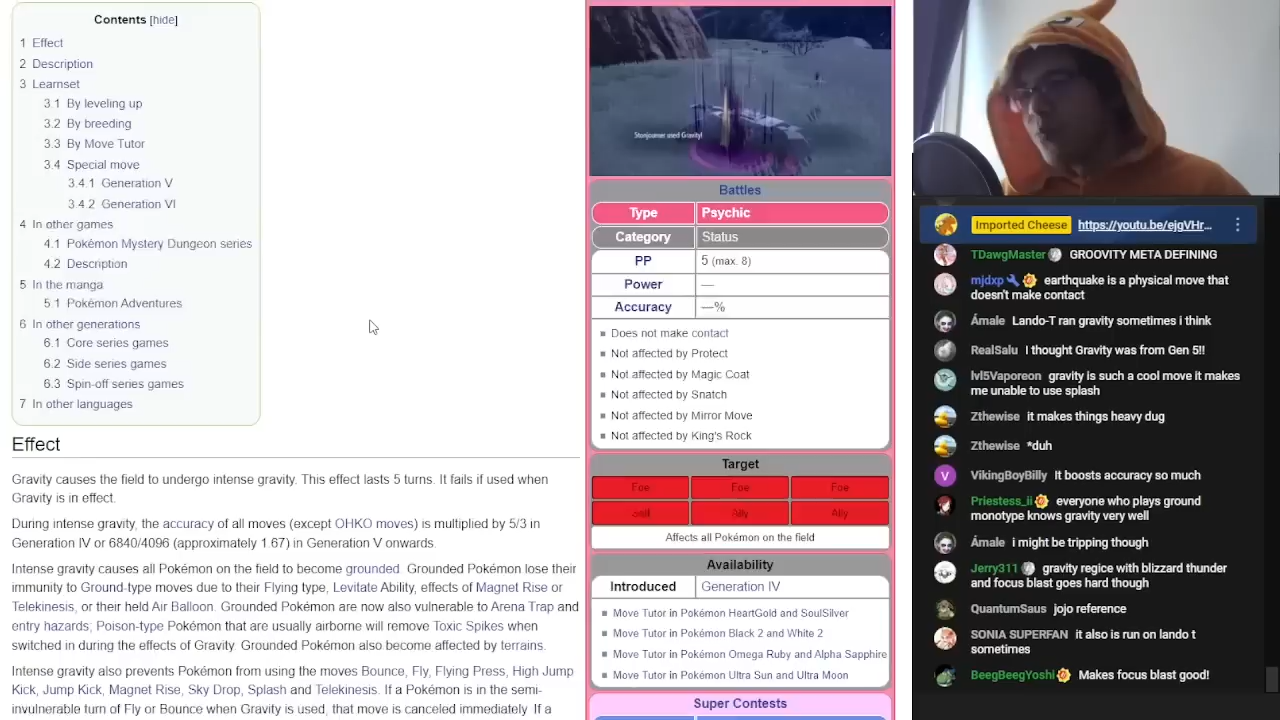 Contents [hide]
1 Effect
2 Description
3 Learnset
3.1 By leveling up
3.2 By breeding
3.3 By Move Tutor
3.4 Special move
3.4.1 Generation V
3.4.2 Generation VI
4 In other games
4.1 Pokémon Mystery Dungeon series
4.2 Description
5 In the manga
5.1 Pokémon Adventures
6 In other generations
6.1 Core series games
6.2 Side series games
6.3 Spin-off series games
7 In other languages
Effect
Gravity causes the field to undergo intense gravity. This effect lasts 5 turns. It fails if used when
Gravity is in effect.
During intense gravity, the accuracy of all moves (except OHKO moves) is multiplied by 5/3 in
Generation IV or 6840/4096 (approximately 1.67) in Generation V onwards.
Intense gravity causes all Pokémon on the field to become grounded. Grounded Pokémon lose their
immunity to Ground-type moves due to their Flying type, Levitate Ability, effects of Magnet Rise or
Telekinesis, or their held Air Balloon. Grounded Pokémon are now also vulnerable to Arena Trap and
entry hazards; Poison-type Pokémon that are usually airborne will remove Toxic Spikes when
switched in during the effects of Gravity. Grounded Pokémon also become affected by terrains.
Intense gravity also prevents Pokémon from using the moves Bounce, Fly, Flying Press, High Jump
Kick, Jump Kick, Magnet Rise, Sky Drop, Splash and Telekinesis. If a Pokémon is in the semi-
invulnerable turn of Fly or Bounce when Gravity is used, that move is canceled immediately. If a
Stonjourner used Gravity!
Battles
Type Psychic
Category Status
PP 5 (max. 8)
Power —
Accuracy —%
Does not make contact
Not affected by Protect
Not affected by Magic Coat
Not affected by Snatch
Not affected by Mirror Move
Not affected by King's Rock
Target
Foe Foe Foe
Self Ally Ally
Affects all Pokémon on the field
Availability
Introduced Generation IV
Move Tutor in Pokémon HeartGold and SoulSilver
Move Tutor in Pokémon Black 2 and White 2
Move Tutor in Pokémon Omega Ruby and Alpha Sapphire
Move Tutor in Pokémon Ultra Sun and Ultra Moon
Super Contests
Imported Cheese https://youtu.be/ejgVHr...
TDawgMaster GROOVITY META DEFINING
mjdxp earthquake is a physical move that
doesn't make contact
Ámale Lando-T ran gravity sometimes i think
RealSalu I thought Gravity was from Gen 5!!
lvl5Vaporeon gravity is such a cool move it makes
me unable to use splash
Zthewise it makes things heavy dug
Zthewise *duh
VikingBoyBilly It boosts accuracy so much
Priestess_ii everyone who plays ground
monotype knows gravity very well
Ámale i might be tripping though
Jerry311 gravity regice with blizzard thunder
and focus blast goes hard though
QuantumSaus jojo reference
SONIA SUPERFAN it also is run on lando t
sometimes
BeegBeegYoshi Makes focus blast good!